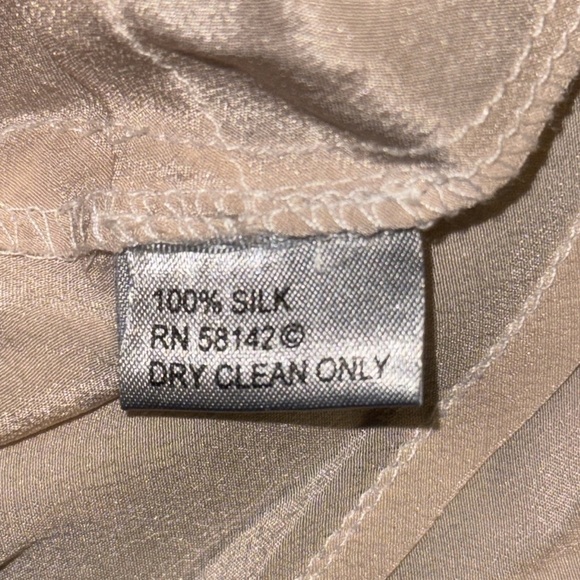 100% SILK
RN 58142©
DRY CLEAN ONLY